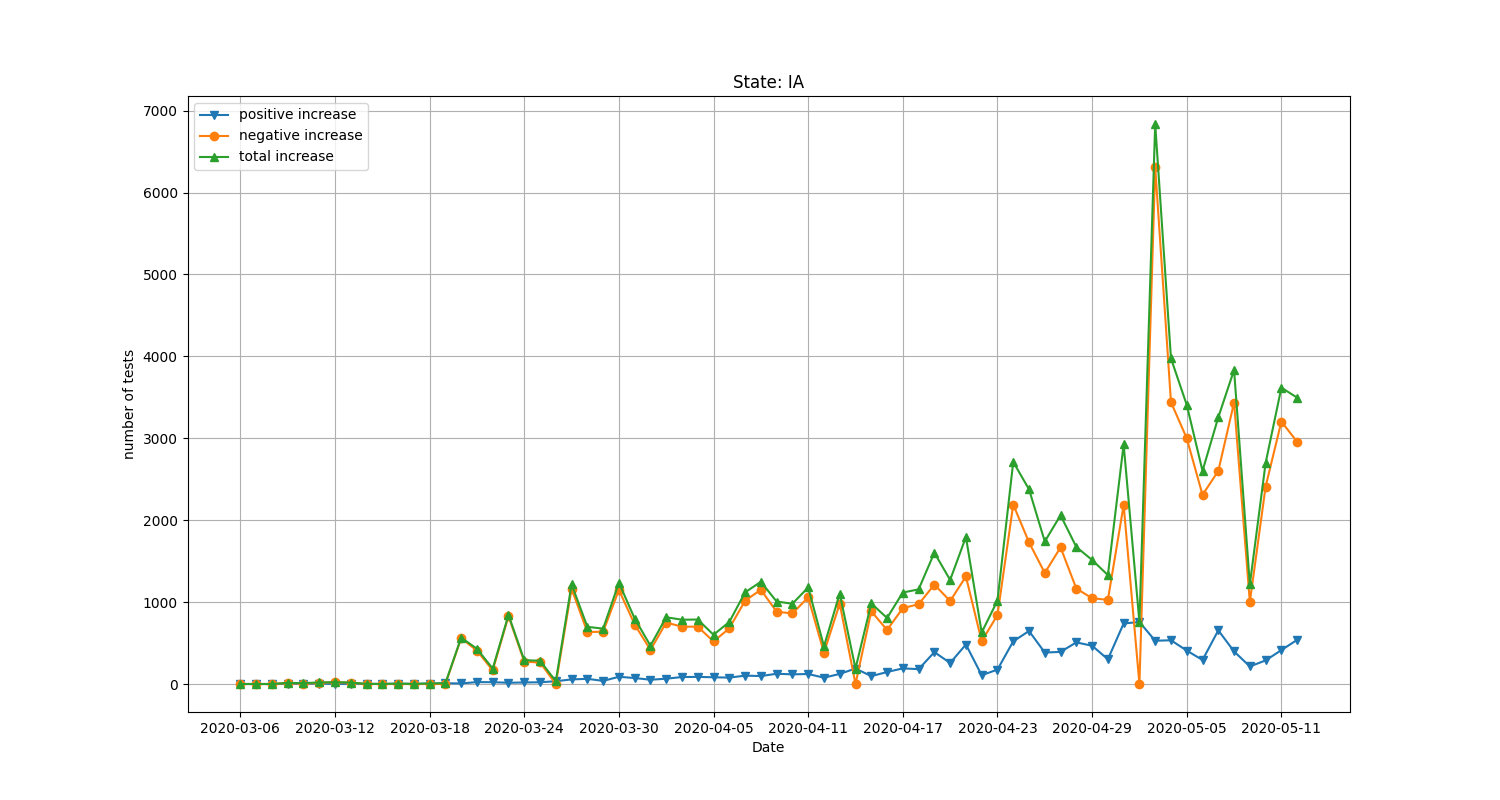 State: IA
positive increase
negative increase
total increase
7000
6000
5000
4000
3000
2000
1000
0
number of tests
2020-03-06 2020-03-12 2020-03-18 2020-03-24 2020-03-30 2020-04-05 2020-04-11 2020-04-17 2020-04-23 2020-04-29 2020-05-05 2020-05-11
Date